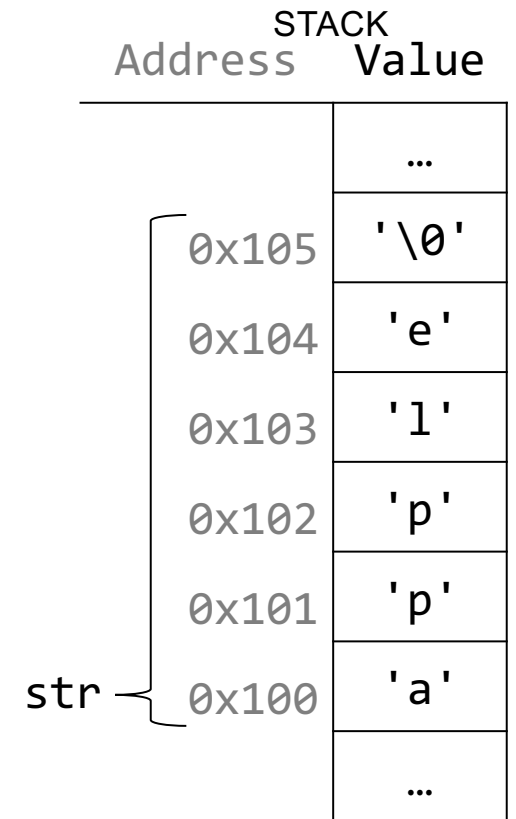 STACK
Address Value
…
0x105 '\0'
0x104 'e'
0x103 'l'
0x102 'p'
0x101 'p'
str 0x100 'a'
…